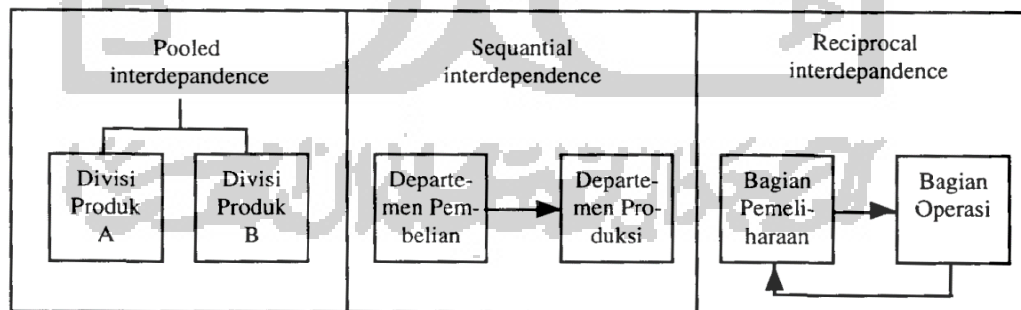 Pooled
interdepandence
Divisi
Produk
A
Divisi
Produk
B
Sequantial
interdependence
Departe-
men Pem-
belian
Departe-
men Pro-
duksi
Reciprocal
interdepandence
Bagian
Pemeli-
haraan
Bagian
Operasi